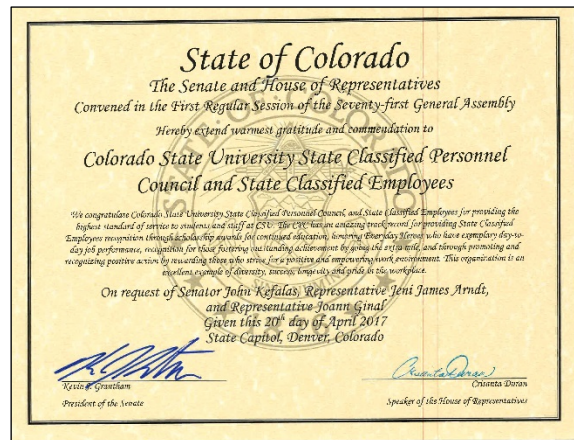 State of Colorado
The Senate and House of Representatives
Convened in the First Regular Session of the Seventy-first General Assembly
Hereby extend warmest gratitude and commendation to
Colorado State University State Classified Personnel
Council and State Classified Employees
We congratulate Colorado State University State Classified Personnel Council, and State Classified Employees for providing the
highest standard of service to students and staff at CSU. The CPC has an amazing track record for providing State Classified
Employees recognition through scholarship awards for continued education, honoring Everyday Heroes who have exemplary day-to-
day job performance, recognition for those fostering outstanding achievement by going the extra mile, and through promoting and
recognizing positive action by rewarding those who strive for a positive and empowering work environment. This organization is an
excellent example of diversity, success, longevity and pride in the workplace.
On request of Senator John Kefalas, Representative Jeni James Arndt,
and Representative Joann Ginal
Given this 20th day of April 2017
State Capitol, Denver, Colorado
Kevin J. Grantham
President of the Senate
Crisanta Duran
Speaker of the House of Representatives